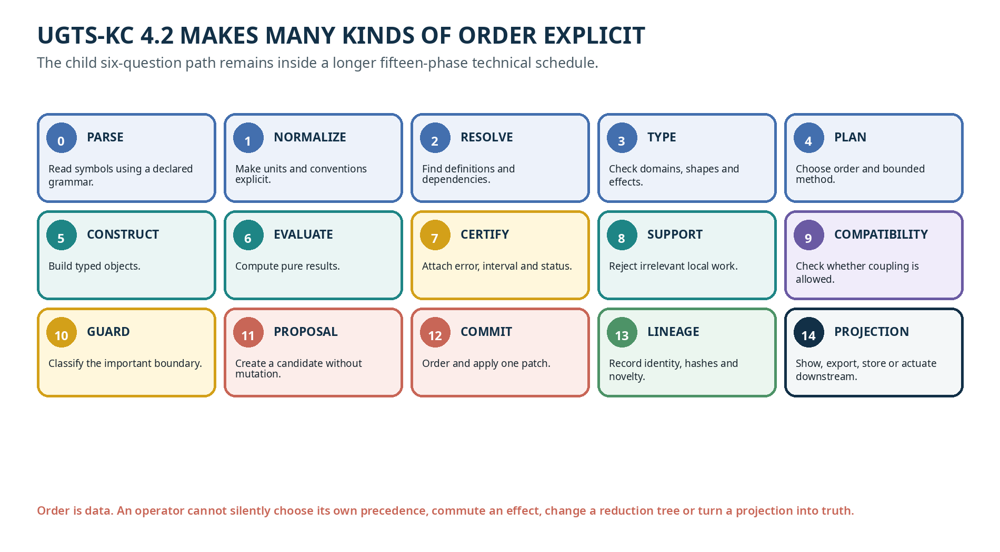 UGTS-KC 4.2 MAKES MANY KINDS OF ORDER EXPLICIT
The child six-question path remains inside a longer fifteen-phase technical schedule.
0 PARSE
Read symbols using a declared
grammar.
1 NORMALIZE
Make units and conventions
explicit.
2 RESOLVE
Find definitions and
dependencies.
3 TYPE
Check domains, shapes and
effects.
4 PLAN
Choose order and bounded
method.
5 CONSTRUCT
Build typed objects.
6 EVALUATE
Compute pure results.
7 CERTIFY
Attach error, interval and status.
8 SUPPORT
Reject irrelevant local work.
9 COMPATIBILITY
Check whether coupling is
allowed.
10 GUARD
Classify the important boundary.
11 PROPOSAL
Create a candidate without
mutation.
12 COMMIT
Order and apply one patch.
13 LINEAGE
Record identity, hashes and
novelty.
14 PROJECTION
Show, export, store or actuate
downstream.
Order is data. An operator cannot silently choose its own precedence, commute an effect, change a reduction tree or turn a projection into truth.